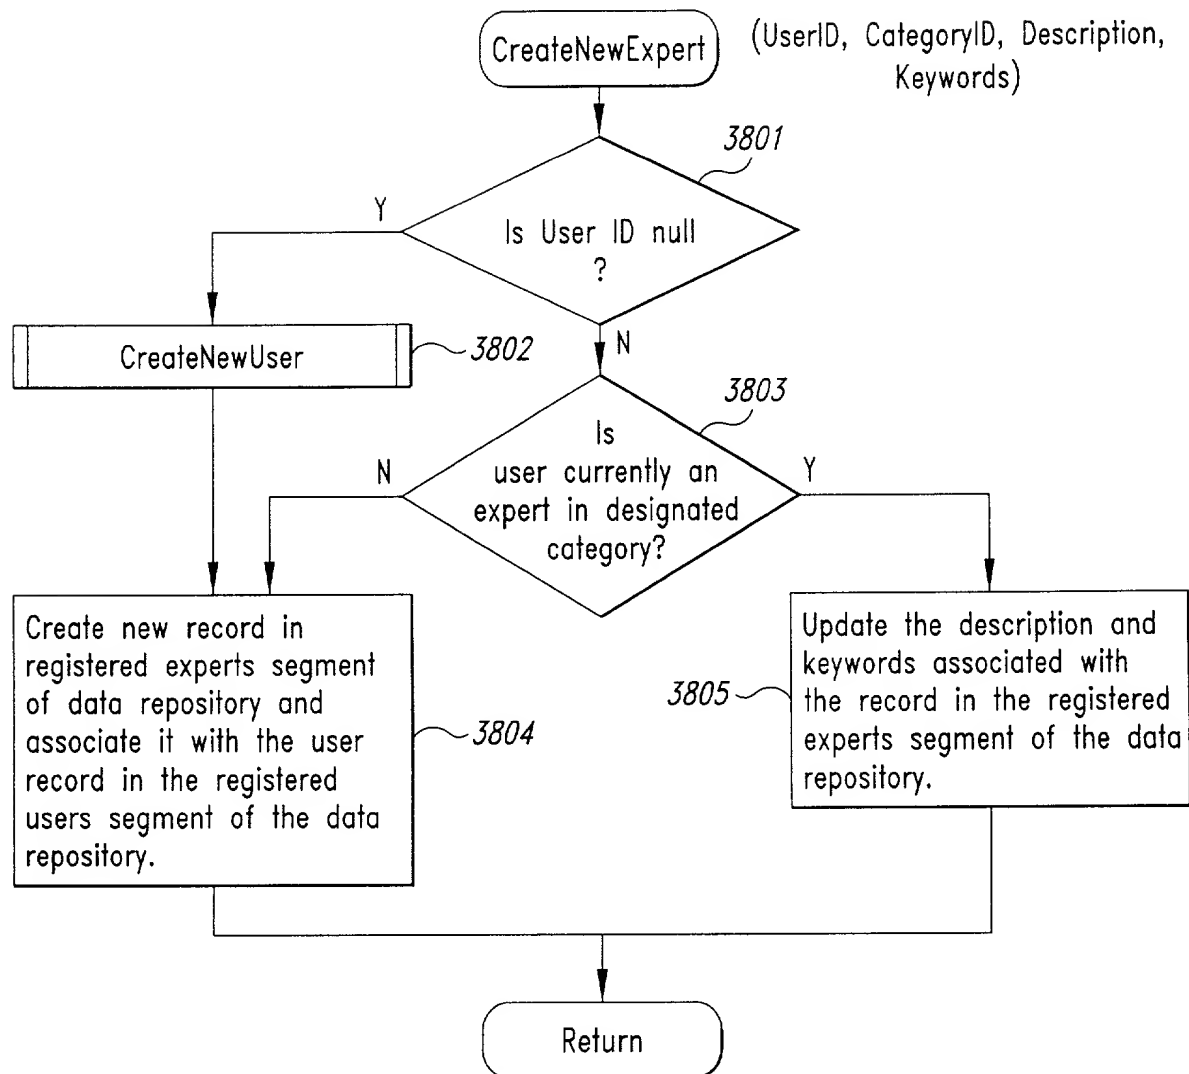 CreateNewExpert
(UserID, CategoryID, Description,
Keywords)
3801
Y
Is User ID null
?
N
CreateNewUser
3802
3803
Is
user currently an
expert in designated
category?
N
Y
Create new record in
registered experts segment
of data repository and
associate it with the user
record in the registered
users segment of the data
repository.
3804
3805
Update the description and
keywords associated with
the record in the registered
experts segment of the data
repository.
Return